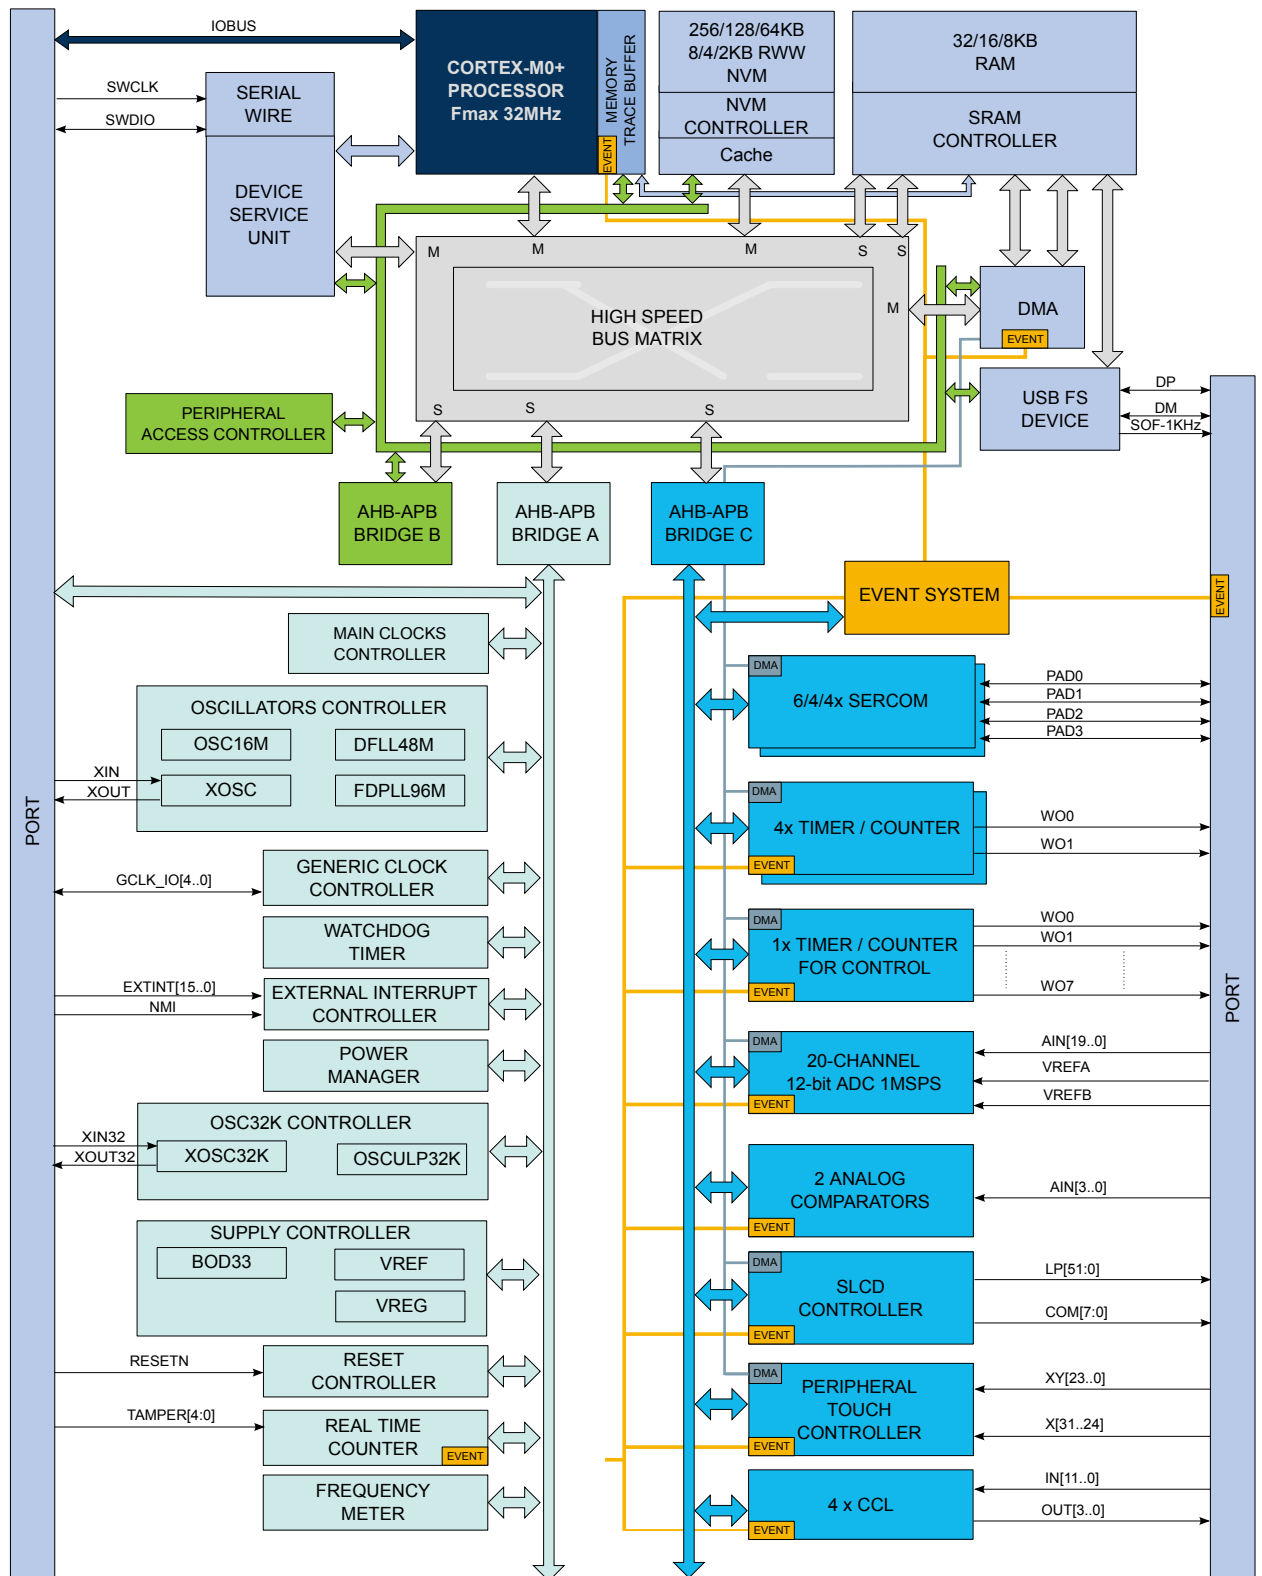 IOBUS
SWCLK
SWDIO
SERIAL
WIRE
DEVICE
SERVICE
UNIT
CORTEX-M0+
PROCESSOR
Fmax 32MHz
EVENT
MEMORY
TRACE BUFFER
256/128/64KB
8/4/2KB RWW
NVM
NVM
CONTROLLER
Cache
32/16/8KB
RAM
SRAM
CONTROLLER
M
M
M
S
S
M
HIGH SPEED
BUS MATRIX
S
S
S
DMA
EVENT
USB FS
DEVICE
DP
DM
SOF-1KHz
PERIPHERAL
ACCESS CONTROLLER
AHB-APB
BRIDGE B
AHB-APB
BRIDGE A
AHB-APB
BRIDGE C
EVENT SYSTEM
EVENT
PORT
PORT
MAIN CLOCKS
CONTROLLER
OSCILLATORS CONTROLLER
OSC16M
DFLL48M
XOSC
FDPLL96M
XIN
XOUT
GENERIC CLOCK
CONTROLLER
GCLK_IO[4..0]
WATCHDOG
TIMER
EXTERNAL INTERRUPT
CONTROLLER
EXTINT[15..0]
NMI
POWER
MANAGER
OSC32K CONTROLLER
XOSC32K
OSCULP32K
XIN32
XOUT32
SUPPLY CONTROLLER
BOD33
VREF
VREG
RESETN
RESET
CONTROLLER
TAMPER[4:0]
REAL TIME
COUNTER
EVENT
FREQUENCY
METER
DMA
6/4/4x SERCOM
PAD0
PAD1
PAD2
PAD3
DMA
4x TIMER / COUNTER
EVENT
WO0
WO1
DMA
1x TIMER / COUNTER
FOR CONTROL
EVENT
WO0
WO1
WO7
DMA
20-CHANNEL
12-bit ADC 1MSPS
EVENT
AIN[19..0]
VREFA
VREFB
2 ANALOG
COMPARATORS
EVENT
AIN[3..0]
DMA
SLCD
CONTROLLER
EVENT
LP[51:0]
COM[7:0]
DMA
PERIPHERAL
TOUCH
CONTROLLER
EVENT
XY[23..0]
X[31..24]
4 x CCL
EVENT
IN[11..0]
OUT[3..0]